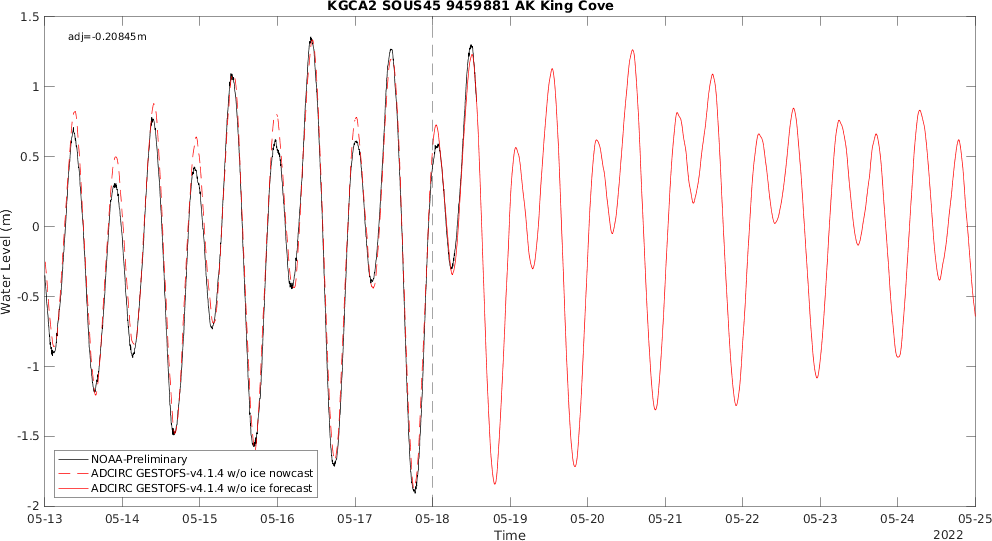 KGCA2 SOUS45 9459881 AK King Cove
adj=-0.20845m
1.5
1
0.5
0
-0.5
-1
-1.5
-2
Water Level (m)
NOAA-Preliminary
ADCIRC GESTOFS-v4.1.4 w/o ice nowcast
ADCIRC GESTOFS-v4.1.4 w/o ice forecast
05-13 05-14 05-15 05-16 05-17 05-18 05-19 05-20 05-21 05-22 05-23 05-24 05-25
Time
2022